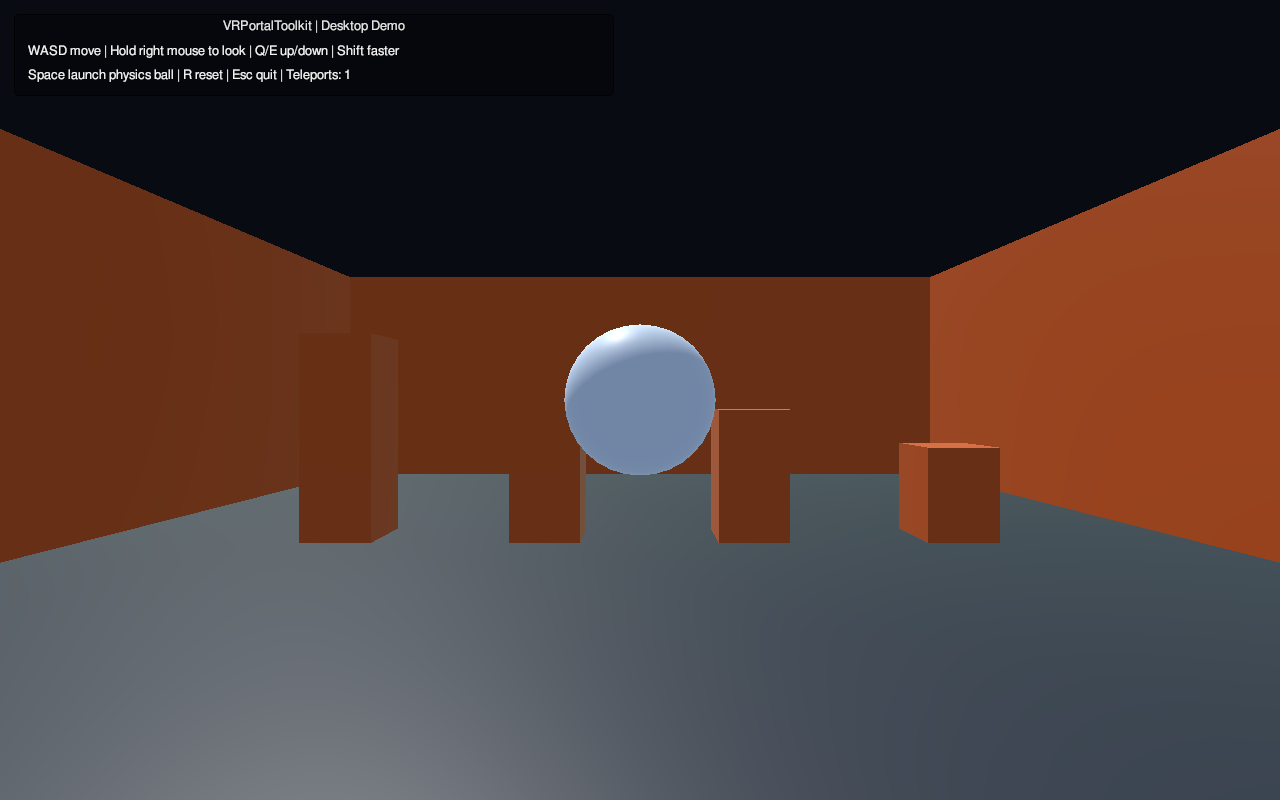 VRPortalToolkit | Desktop Demo
WASD move | Hold right mouse to look | Q/E up/down | Shift faster
Space launch physics ball | R reset | Esc quit | Teleports: 1